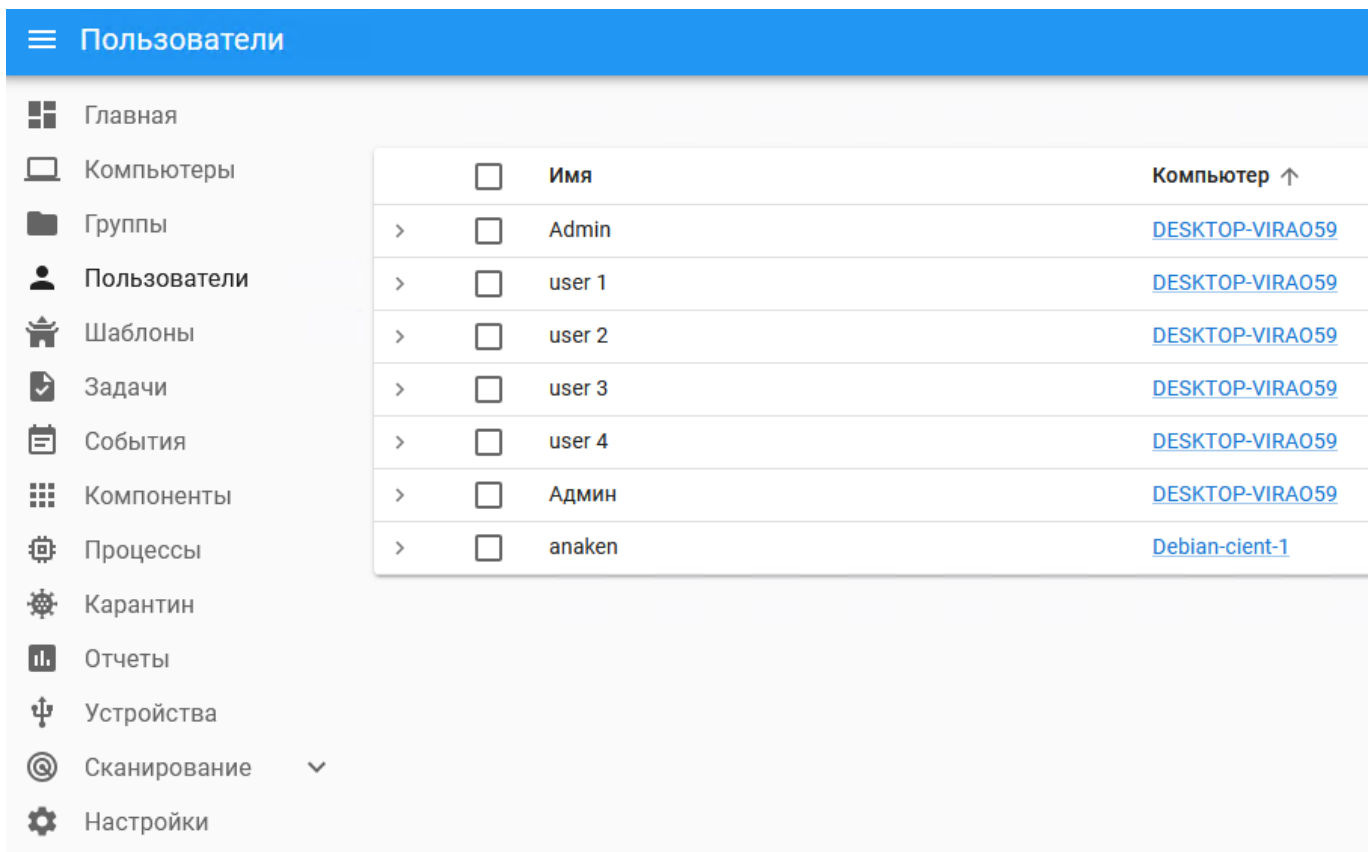 Пользователи
Главная
Компьютеры
Группы
Пользователи
Шаблоны
Задачи
События
Компоненты
Процессы
Карантин
Отчеты
Устройства
Сканирование
Настройки
Имя Компьютер
Admin DESKTOP-VIRAO59
user 1 DESKTOP-VIRAO59
user 2 DESKTOP-VIRAO59
user 3 DESKTOP-VIRAO59
user 4 DESKTOP-VIRAO59
Админ DESKTOP-VIRAO59
anaken Debian-cient-1